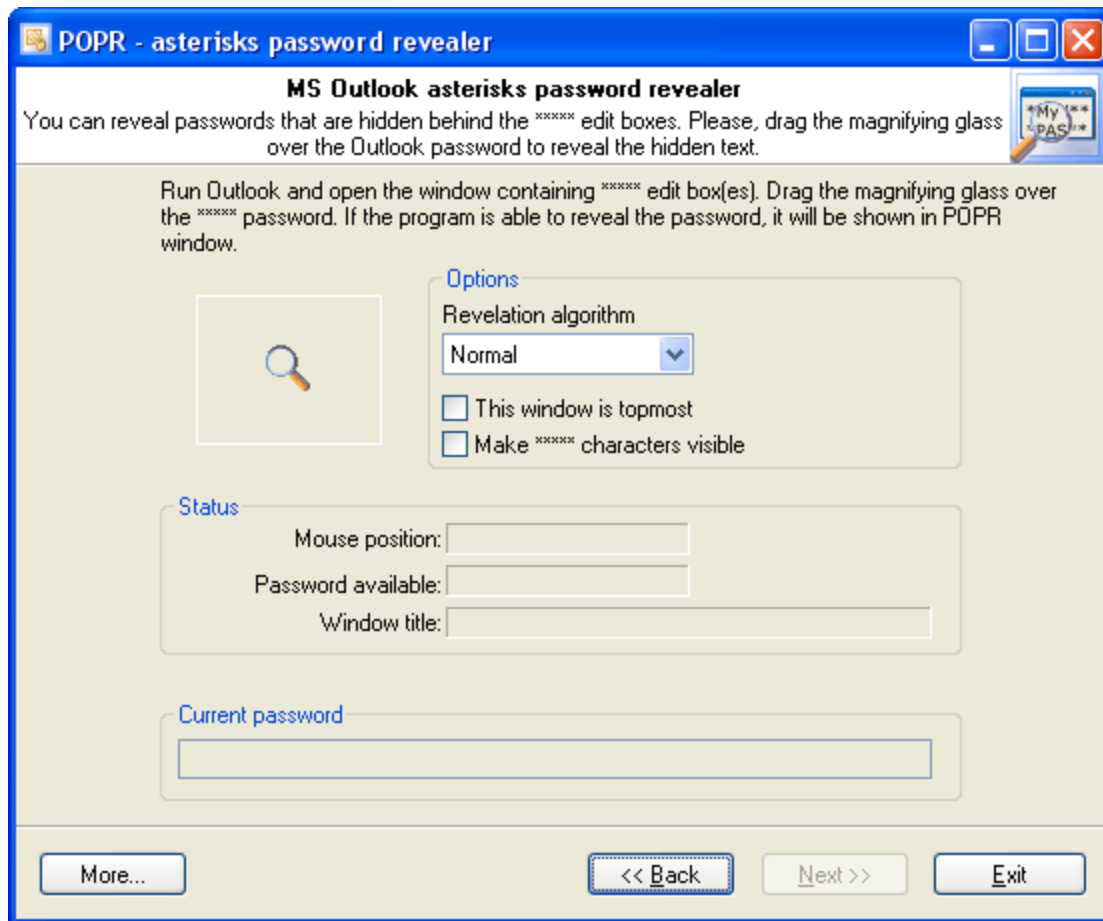 POPR - asterisks password revealer
MS Outlook asterisks password revealer
You can reveal passwords that are hidden behind the ***** edit boxes. Please, drag the magnifying glass
over the Outlook password to reveal the hidden text.
*My**
*PAS**
Run Outlook and open the window containing ***** edit box(es). Drag the magnifying glass over
the ***** password. If the program is able to reveal the password, it will be shown in POPR
window.
Options
Revelation algorithm
Normal
This window is topmost
Make ***** characters visible
Status
Mouse position:
Password available:
Window title:
Current password
More...
<< Back
Next >>
Exit